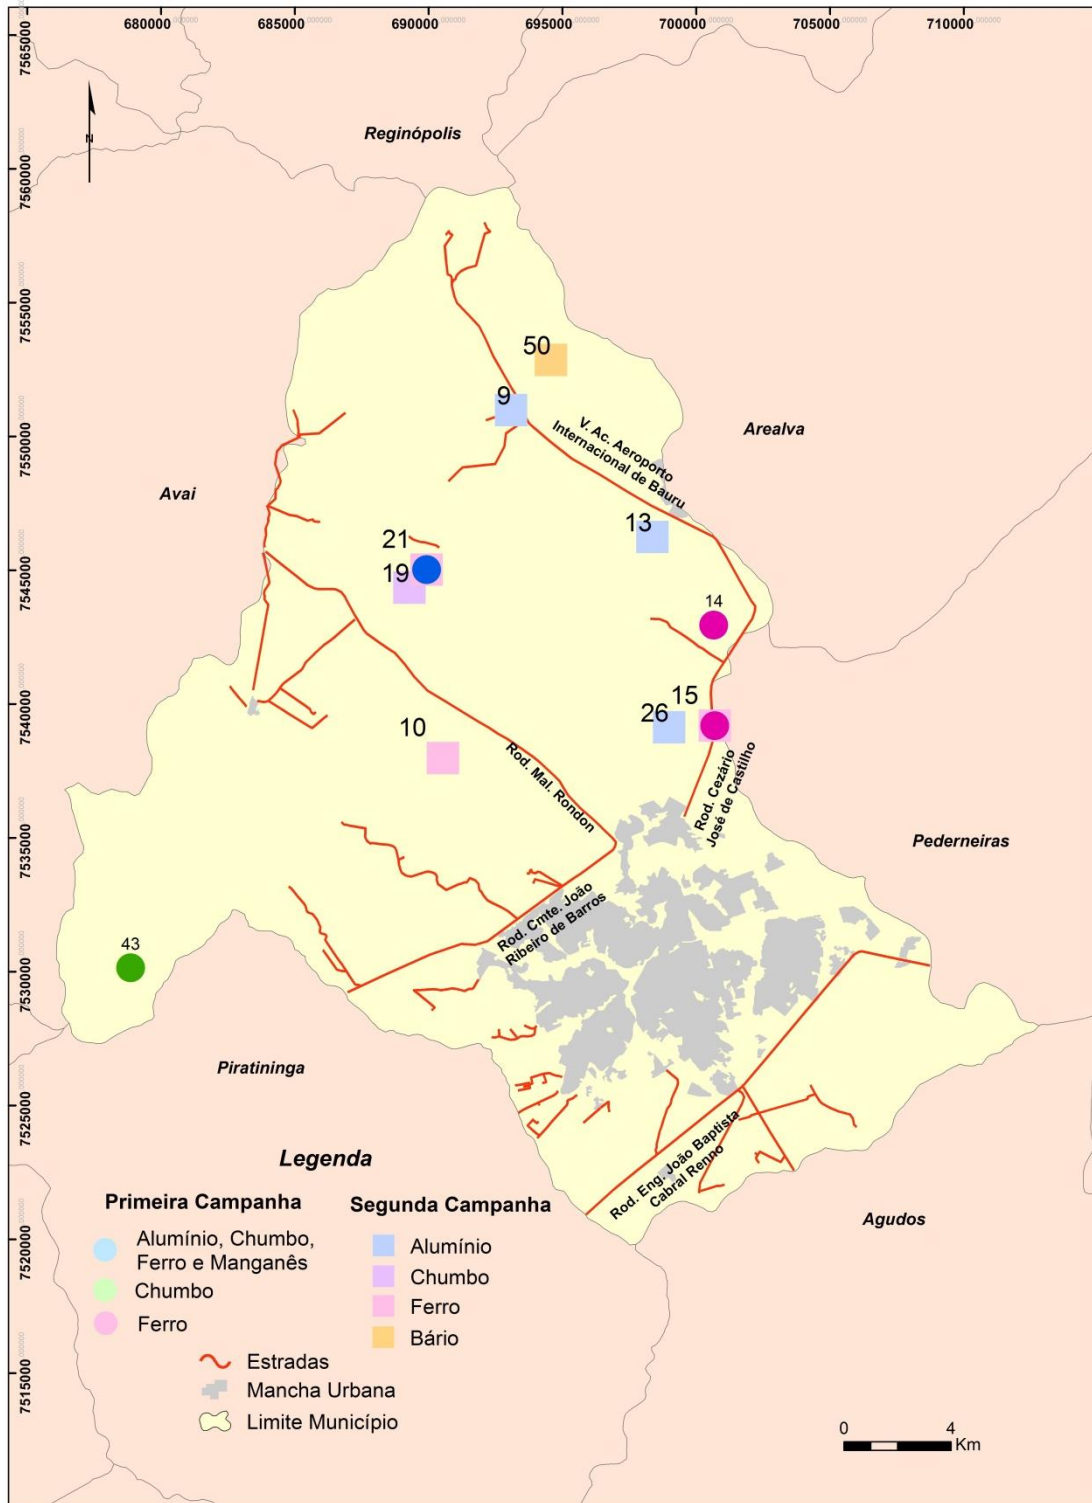 680000 685000 690000 695000 700000 705000 710000
7565000
7560000
7555000
7550000
7545000
7540000
7535000
7530000
7525000
7520000
7515000
N
Reginópolis
50
9
V. Ac. Aeroporto
Internacional de Bauru
Arealva
Avai
13
21
19
14
15
26
10
Rod. Mal. Rondon
Rod. Cezário
José de Castilho
Pederneiras
Rod. Cmte. João
Ribeiro de Barros
43
Piratininga
Rod. Eng. João Baptista
Cabral Renno
Agudos
Legenda
Primeira Campanha
Alumínio, Chumbo,
Ferro e Manganês
Chumbo
Ferro
Segunda Campanha
Alumínio
Chumbo
Ferro
Bário
Estradas
Mancha Urbana
Limite Município
0 4
Km